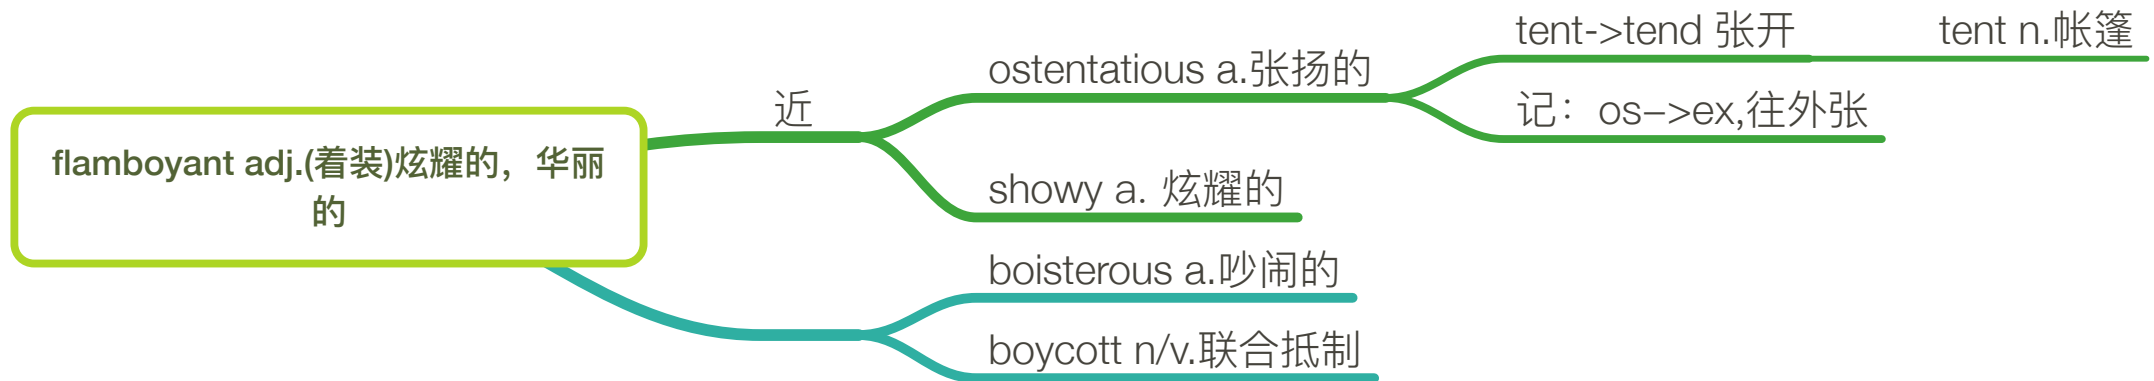 flamboyant adj.(着装)炫耀的，华丽
的
近
ostentatious a.张扬的
tent->tend 张开
tent n.帐篷
记：os–>ex,往外张
showy a. 炫耀的
boisterous a.吵闹的
boycott n/v.联合抵制